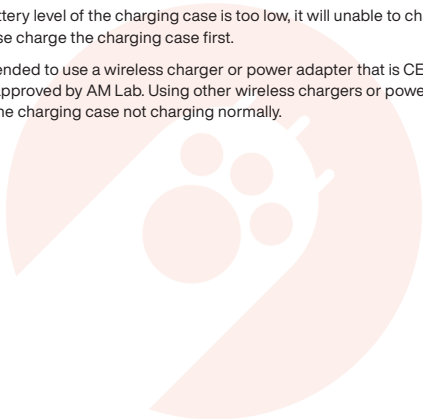 ttery level of the charging case is too low, it will unable to ch
se charge the charging case first.
ended to use a wireless charger or power adapter that is CE
approved by AM Lab. Using other wireless chargers or powe
he charging case not charging normally.